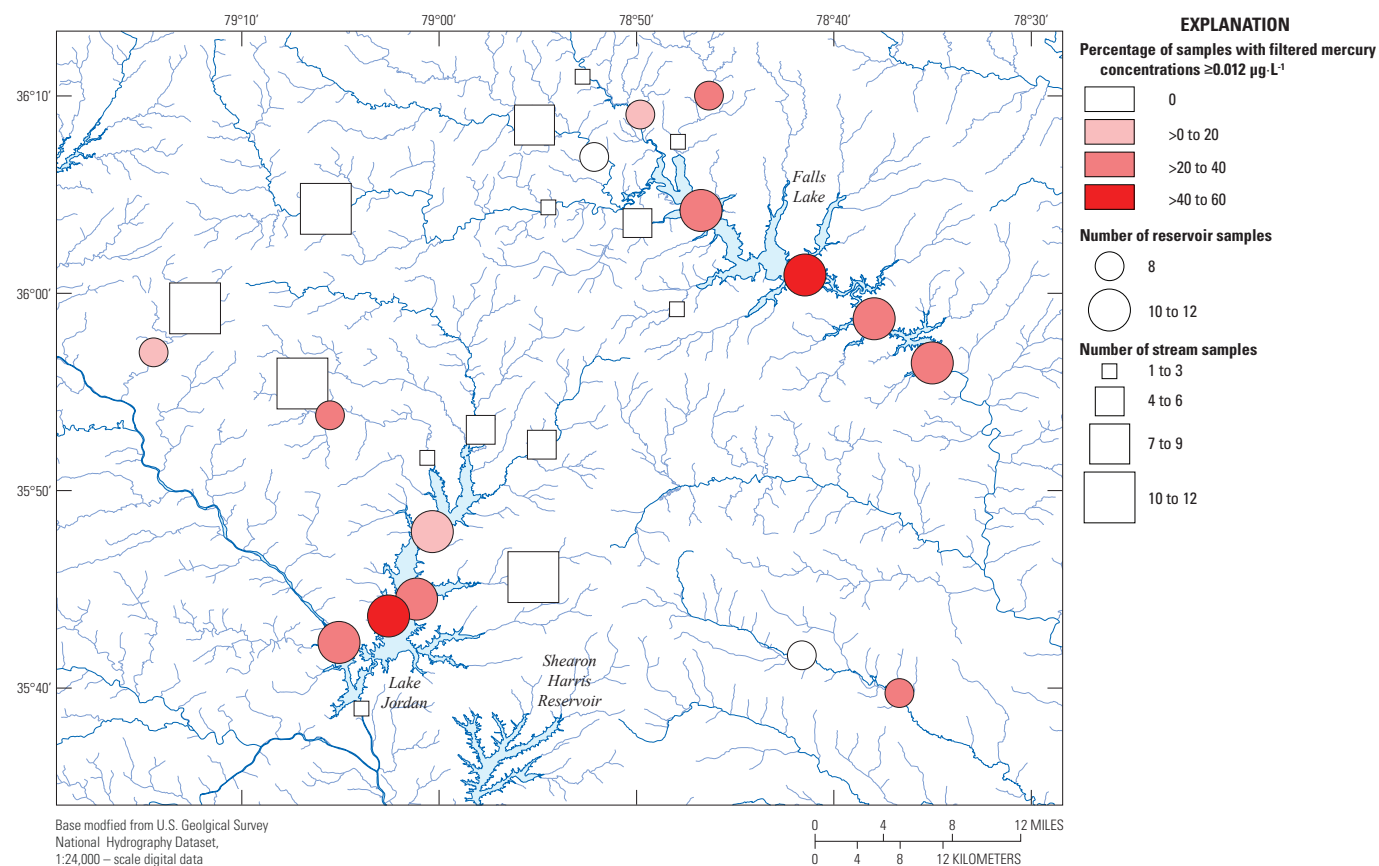 79°10' 79°00' 78°50' 78°40' 78°30'
36°10'
36°00'
35°50'
35°40'
Falls
Lake
Lake
Jordan
Shearon
Harris
Reservoir
EXPLANATION
Percentage of samples with filtered mercury
concentrations ≥0.012 µg·L-1
0
>0 to 20
>20 to 40
>40 to 60
Number of reservoir samples
8
10 to 12
Number of stream samples
1 to 3
4 to 6
7 to 9
10 to 12
Base modfied from U.S. Geolgical Survey
National Hydrography Dataset,
1:24,000 – scale digital data
0 4 8 12 MILES
0 4 8 12 KILOMETERS